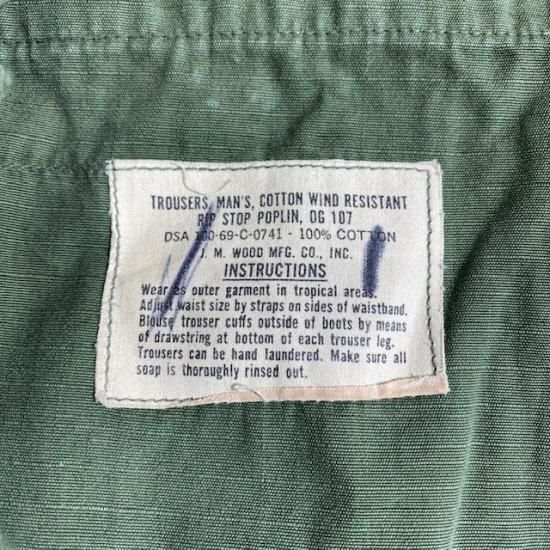 TROUSERS, MAN'S, COTTON WIND RESISTANT
RIP STOP POPLIN, OG 107
DSA 100-69-C-0741 - 100% COTTON
J. M. WOOD MFG. CO., INC.
INSTRUCTIONS
Wear as outer garment in tropical areas.
Adjust waist size by straps on sides of waistband.
Blouse trouser cuffs outside of boots by means
of drawstring at bottom of each trouser leg.
Trousers can be hand laundered. Make sure all
soap is thoroughly rinsed out.